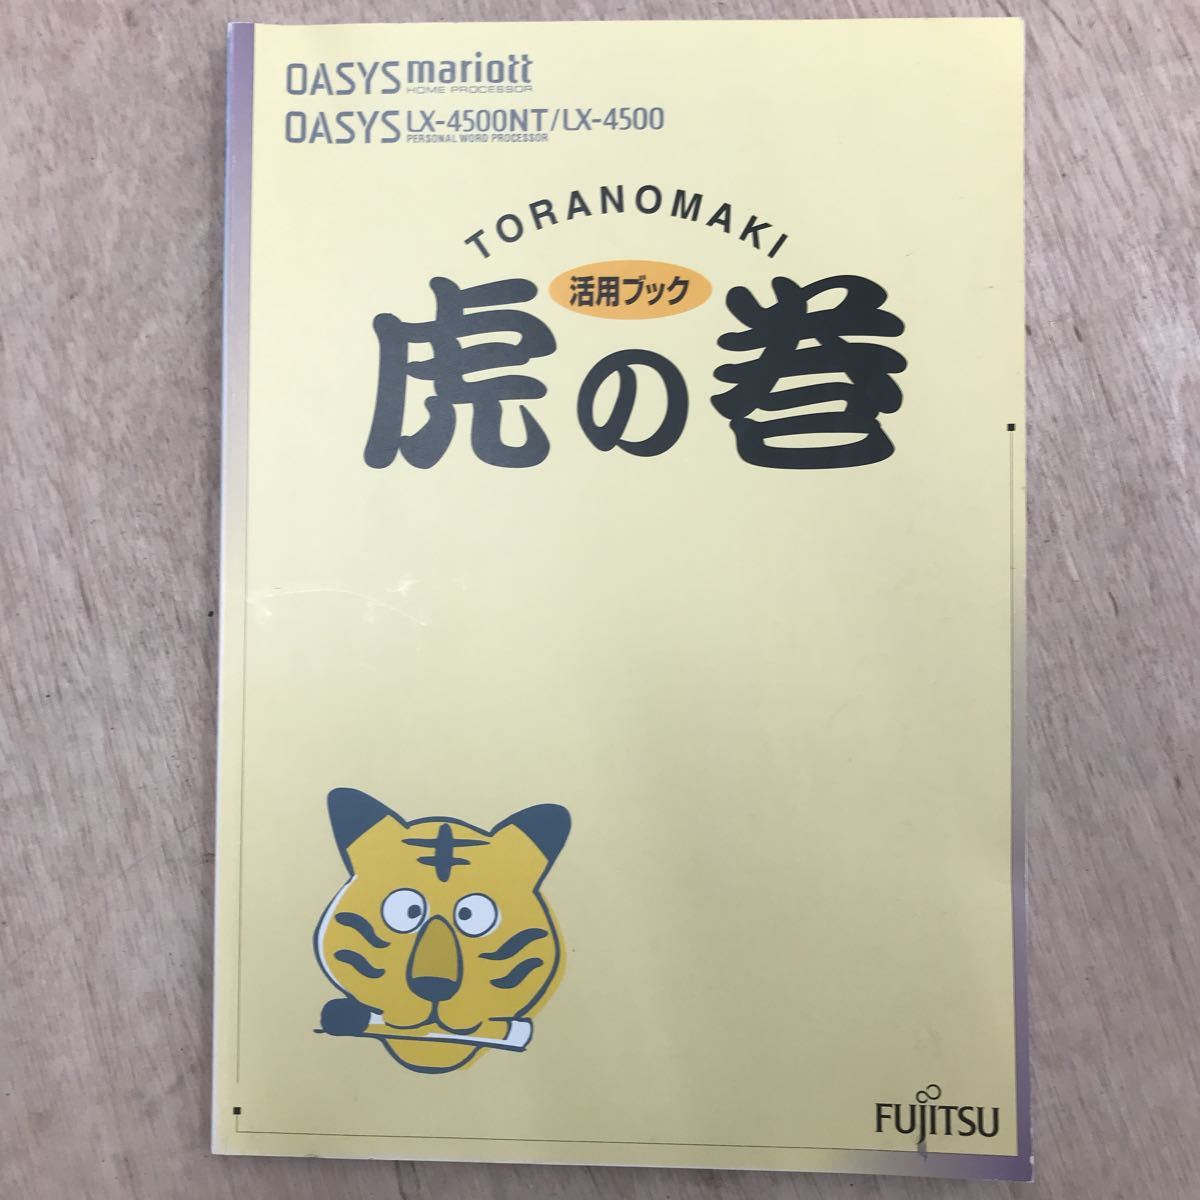 OASYS mariott
HOME PROCESSOR
OASYS LX-4500NT/LX-4500
PERSONAL WORD PROCESSOR
TORANOMAKI
活用ブック
虎の巻
FUJITSU